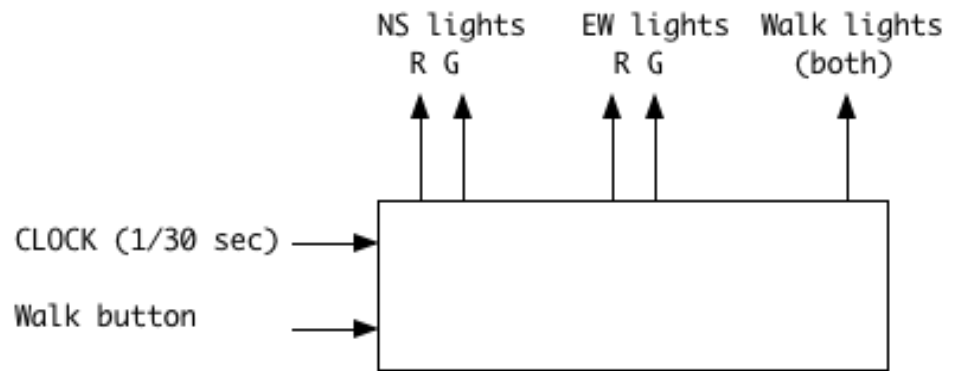 NS lights EW lights Walk lights
R G R G (both)
CLOCK (1/30 sec)
Walk button